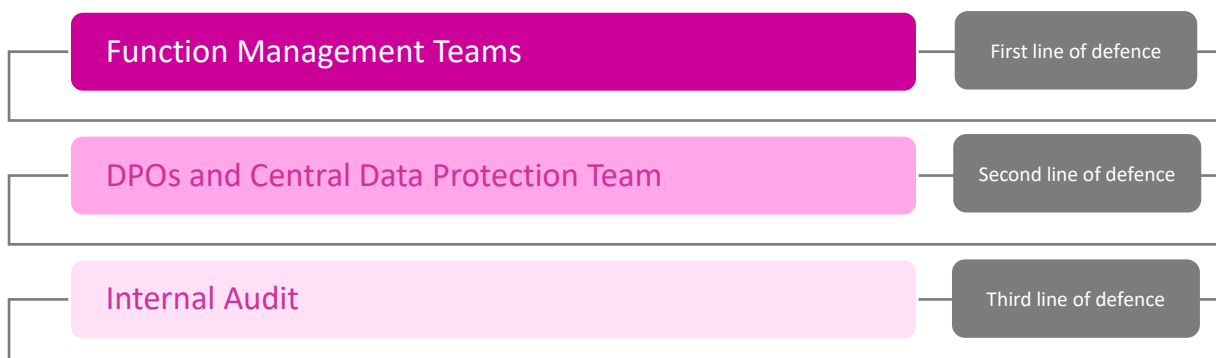 Function Management Teams
First line of defence
DPOs and Central Data Protection Team
Second line of defence
Internal Audit
Third line of defence